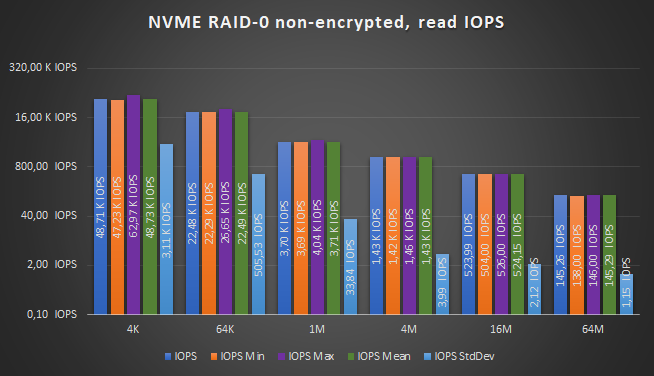 NVME RAID-0 non-encrypted, read IOPS
320,00 K IOPS
16,00 K IOPS
800,00 IOPS
40,00 IOPS
2,00 IOPS
0,10 IOPS
48,71 K IOPS
47,23 K IOPS
62,97 K IOPS
48,73 K IOPS
3,11 K IOPS
22,48 K IOPS
22,29 K IOPS
26,69 K IOPS
22,49 K IOPS
505,53 IOPS
3,70 K IOPS
3,69 K IOPS
4,04 K IOPS
3,71 K IOPS
33,84 IOPS
1,43 K IOPS
1,42 K IOPS
1,46 K IOPS
1,43 K IOPS
3,99 IOPS
523,99 IOPS
504,00 IOPS
526,00 IOPS
524,15 IOPS
2,12 IOPS
145,26 IOPS
138,00 IOPS
146,00 IOPS
145,29 IOPS
1,15 IOPS
4K 64K 1M 4M 16M 64M
IOPS IOPS Min IOPS Max IOPS Mean IOPS StdDev